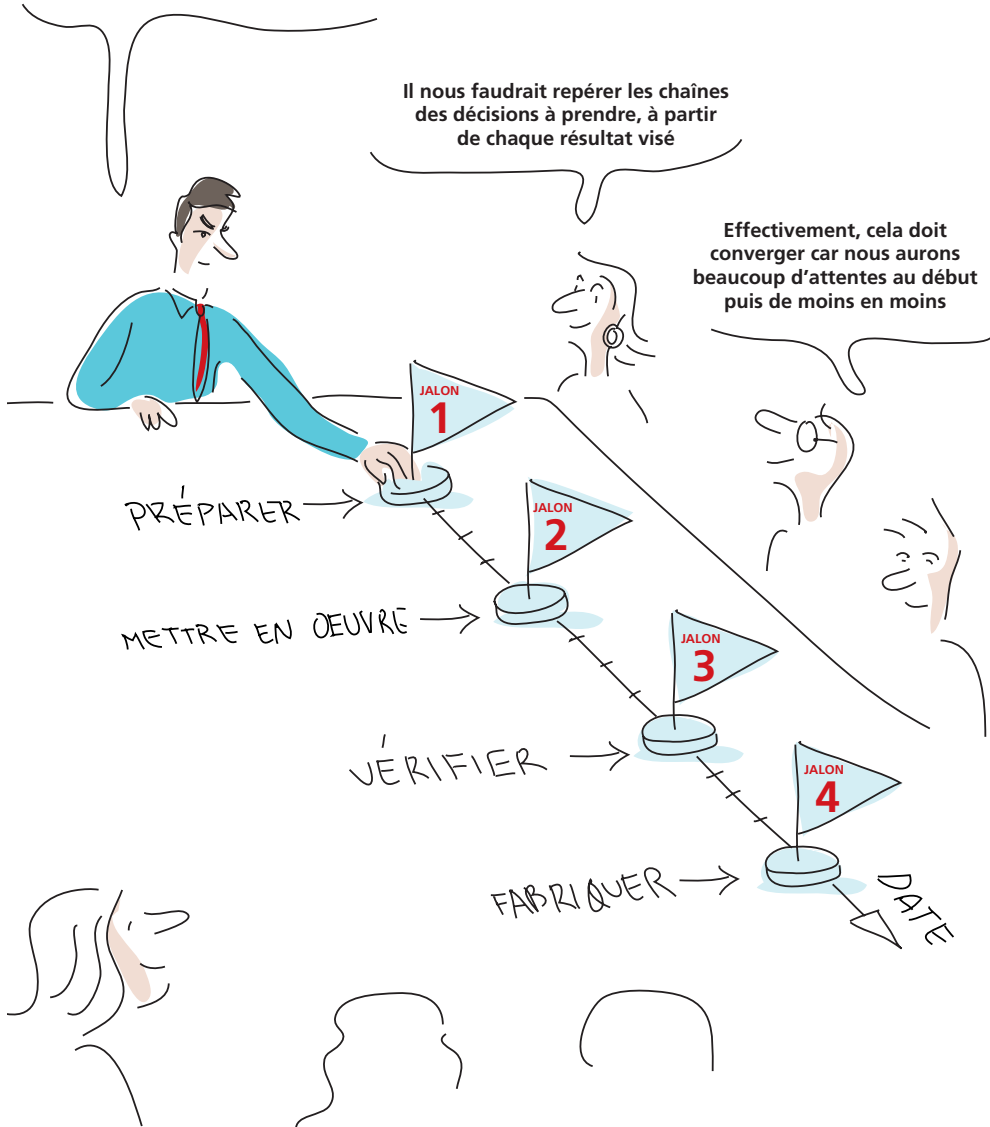 Il nous faudrait repérer les chaînes
des décisions à prendre, à partir
de chaque résultat visé
Effectivement, cela doit
converger car nous aurons
beaucoup d'attentes au début
puis de moins en moins
JALON
1
PRÉPARER
JALON
2
METTRE EN OEUVRE
JALON
3
VÉRIFIER
JALON
4
FABRIQUER
DATE